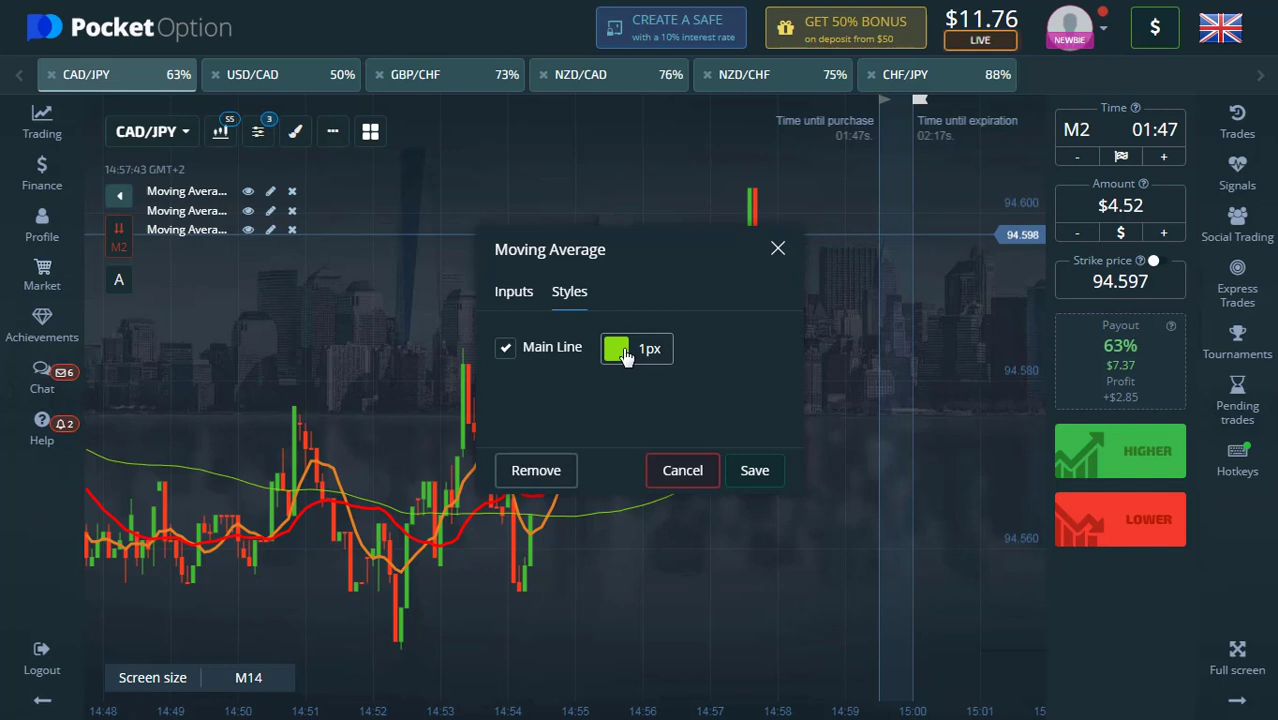 PocketOption
CREATE A SAFE
with a 10% interest rate
GET 50% BONUS
on deposit from $50
$11.76
LIVE
NEWBIE
$
CAD/JPY 63%
USD/CAD 50%
GBP/CHF 73%
NZD/CAD 76%
NZD/CHF 75%
CHF/JPY 88%
Trading
Finance
Profile
Market
Achievements
Chat
6
Help
2
Logout
CAD/JPY
S5
3
14:57:43 GMT+2
Moving Avera...
Moving Avera...
Moving Avera...
M2
A
Time until purchase
01:47s.
Time until expiration
02:17s.
94.600
94.598
94.580
94.560
Moving Average
Inputs Styles
Main Line 1px
Remove Cancel Save
Screen size M14
14:48 14:49 14:50 14:51 14:52 14:53 14:54 14:55 14:56 14:57 14:58 14:59 15:00 15:01 15
Time
M2 01:47
- +
Amount
$4.52
- $ +
Strike price
94.597
Payout
63%
$7.37
Profit
+$2.85
HIGHER
LOWER
Trades
Signals
Social Trading
Express
Trades
Tournaments
Pending
trades
Hotkeys
Full screen